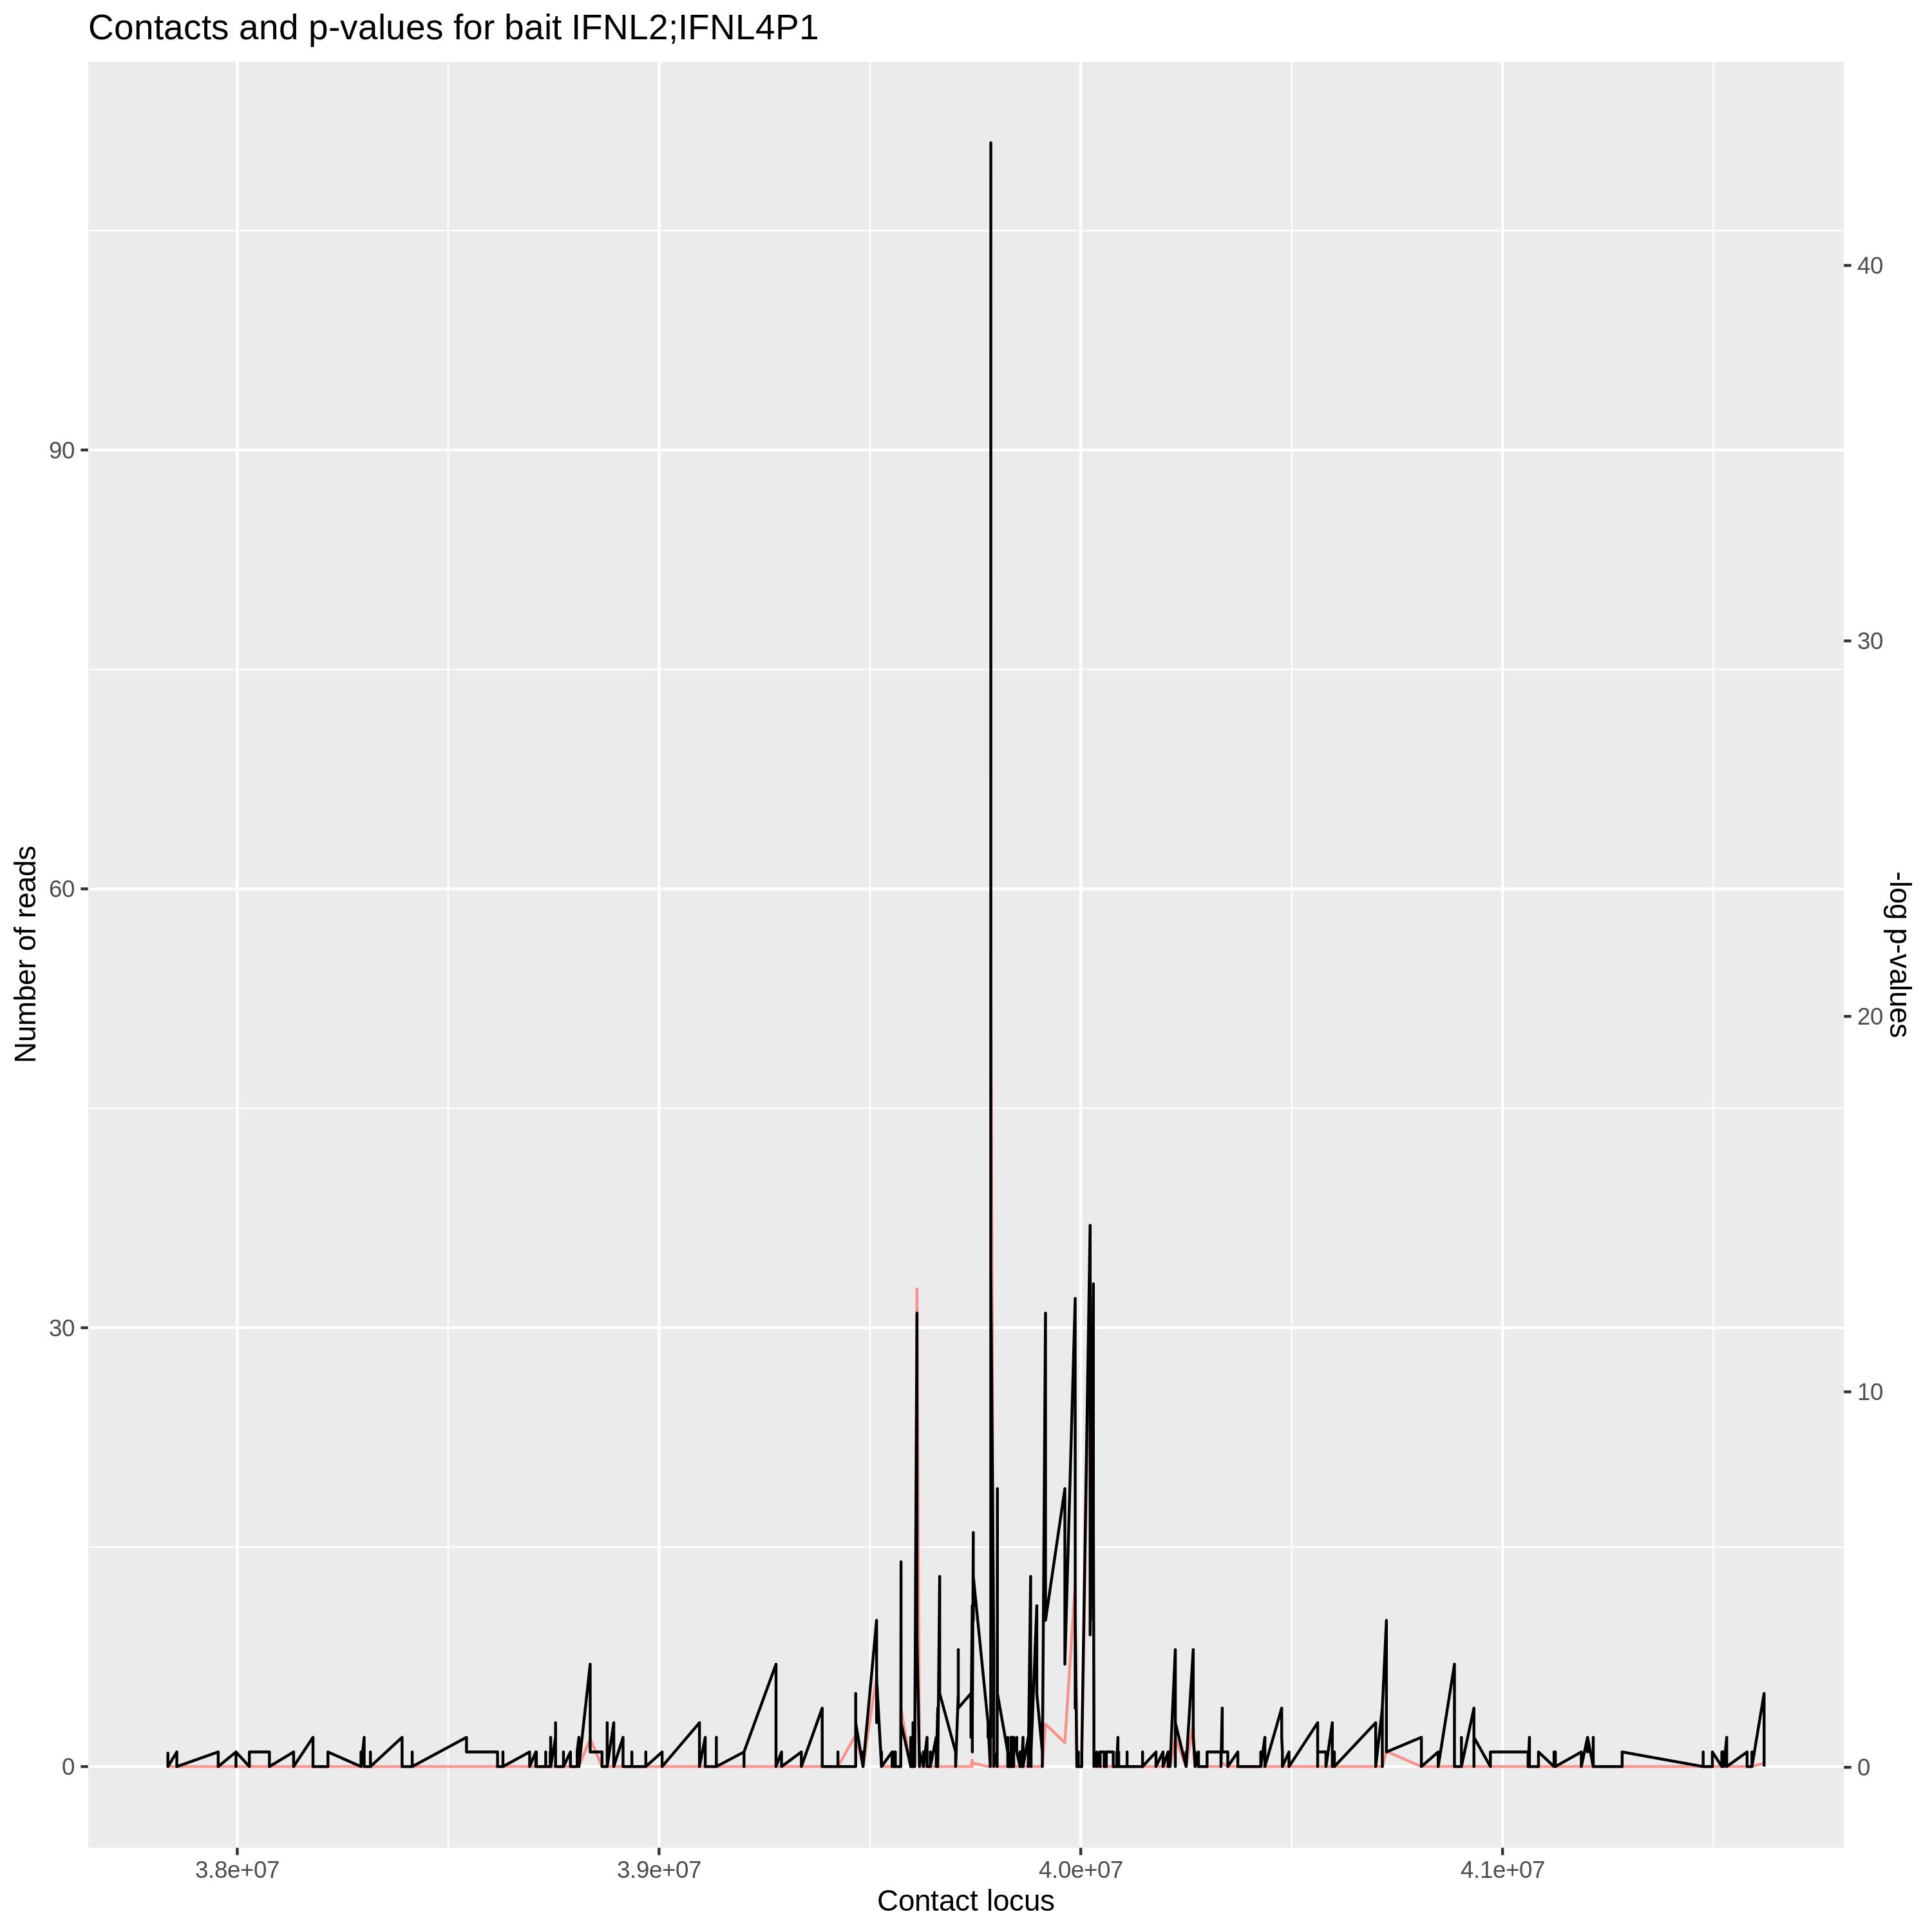 Contacts and p-values for bait IFNL2;IFNL4P1
40
90
30
Number of reads
60
-log p-values
20
30
10
0
0
3.8e+07 3.9e+07 4.0e+07 4.1e+07
Contact locus